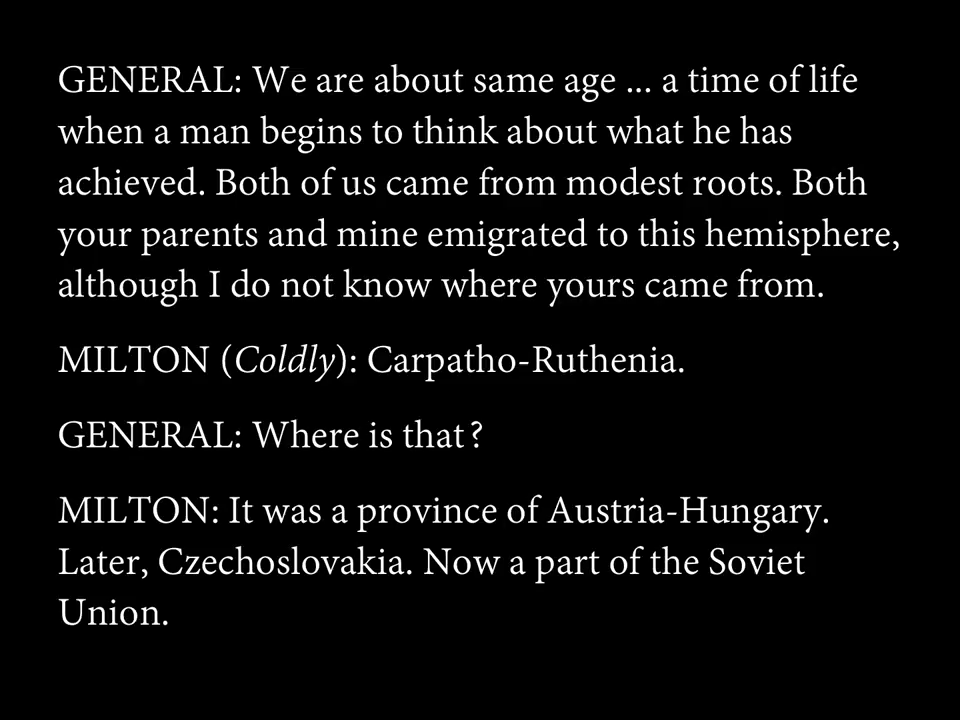 GENERAL: We are about same age ... a time of life
when a man begins to think about what he has
achieved. Both of us came from modest roots. Both
your parents and mine emigrated to this hemisphere,
although I do not know where yours came from.
MILTON (Coldly): Carpatho-Ruthenia.
GENERAL: Where is that?
MILTON: It was a province of Austria-Hungary.
Later, Czechoslovakia. Now a part of the Soviet
Union.